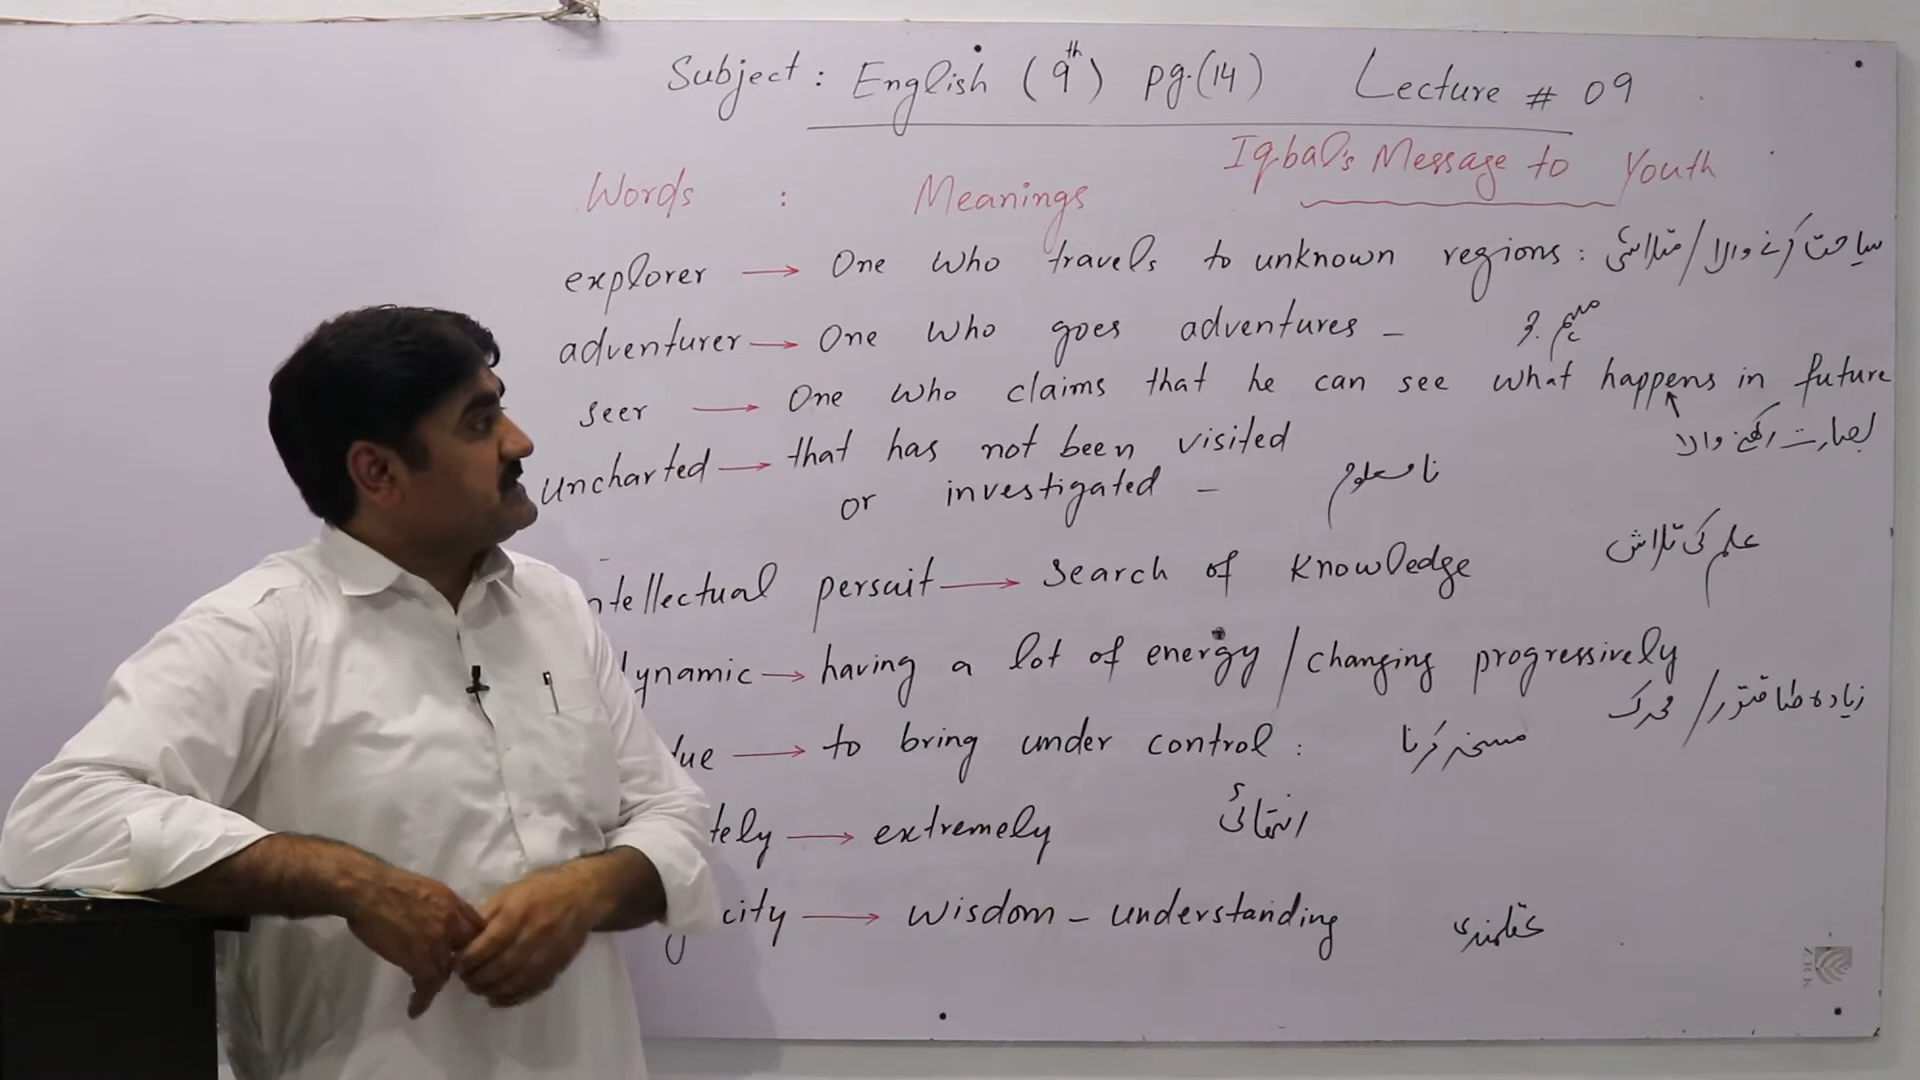 Subject : English (9th) pg.(14) Lecture # 09
Iqbal's Message to Youth
Words : Meanings
explorer → One who travels to unknown regions : سیاحت کرنے والا / متلاشی
adventurer → One who goes adventures – مہم جو
seer → One who claims that he can see what happens in future
بصارت رکھنے والا
uncharted → that has not been visited
or investigated – نامعلوم
ntellectual persuit → Search of Knowledge علم کی تلاش
ynamic → having a lot of energy / changing progressively
زیادہ طاقتور / محرک
due → to bring under control : مسخر کرنا
tely → extremely انتہائی
city → wisdom – understanding عقلمندی
ZKN